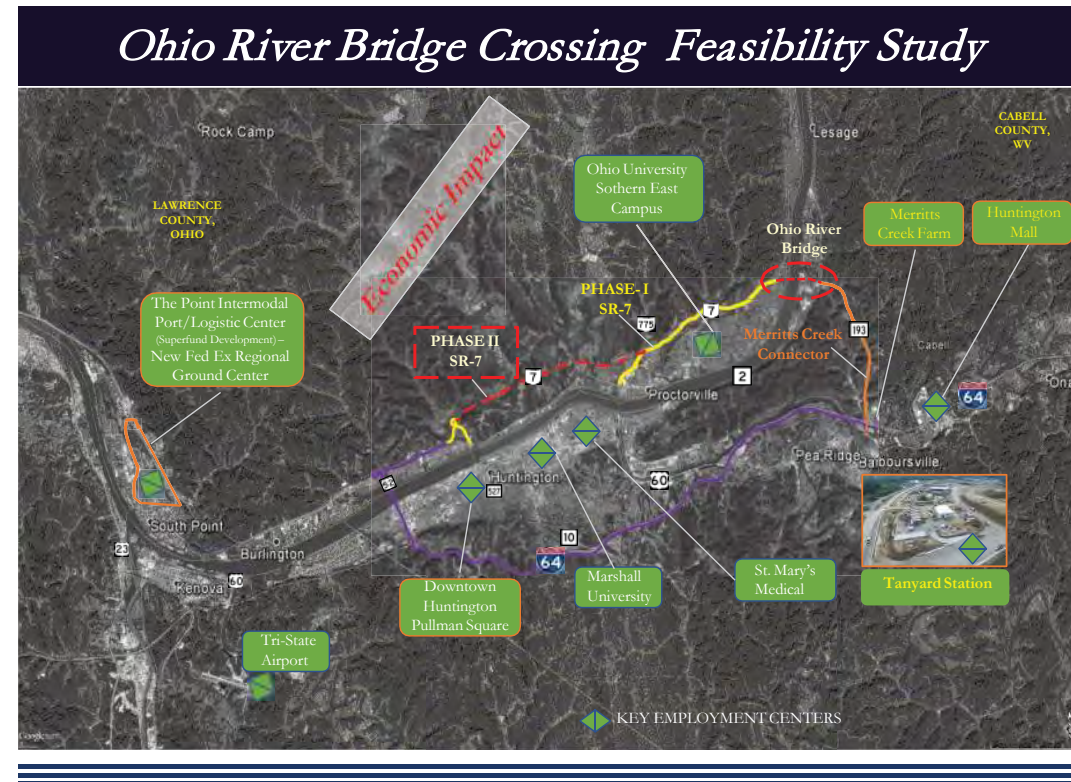 Ohio River Bridge Crossing Feasibility Study
Rock Camp
Lesage
CABELL
COUNTY,
WV
Economic Impact
LAWRENCE
COUNTY,
OHIO
Ohio University
Sothern East
Campus
Merritts
Creek Farm
Huntington
Mall
Ohio River
Bridge
The Point Intermodal
Port/Logistic Center
(Superfund Development) –
New Fed Ex Regional
Ground Center
PHASE- I
SR-7
7
775
193
PHASE II
SR-7
Merritts Creek
Connector
Cabell
7
2
64
Ona
Proctorville
Huntington
527
60
Pea Ridge
Barboursville
52
South Point
23
Burlington
10
64
Kenova
60
Downtown
Huntington
Pullman Square
Marshall
University
St. Mary's
Medical
Tanyard Station
Tri-State
Airport
KEY EMPLOYMENT CENTERS